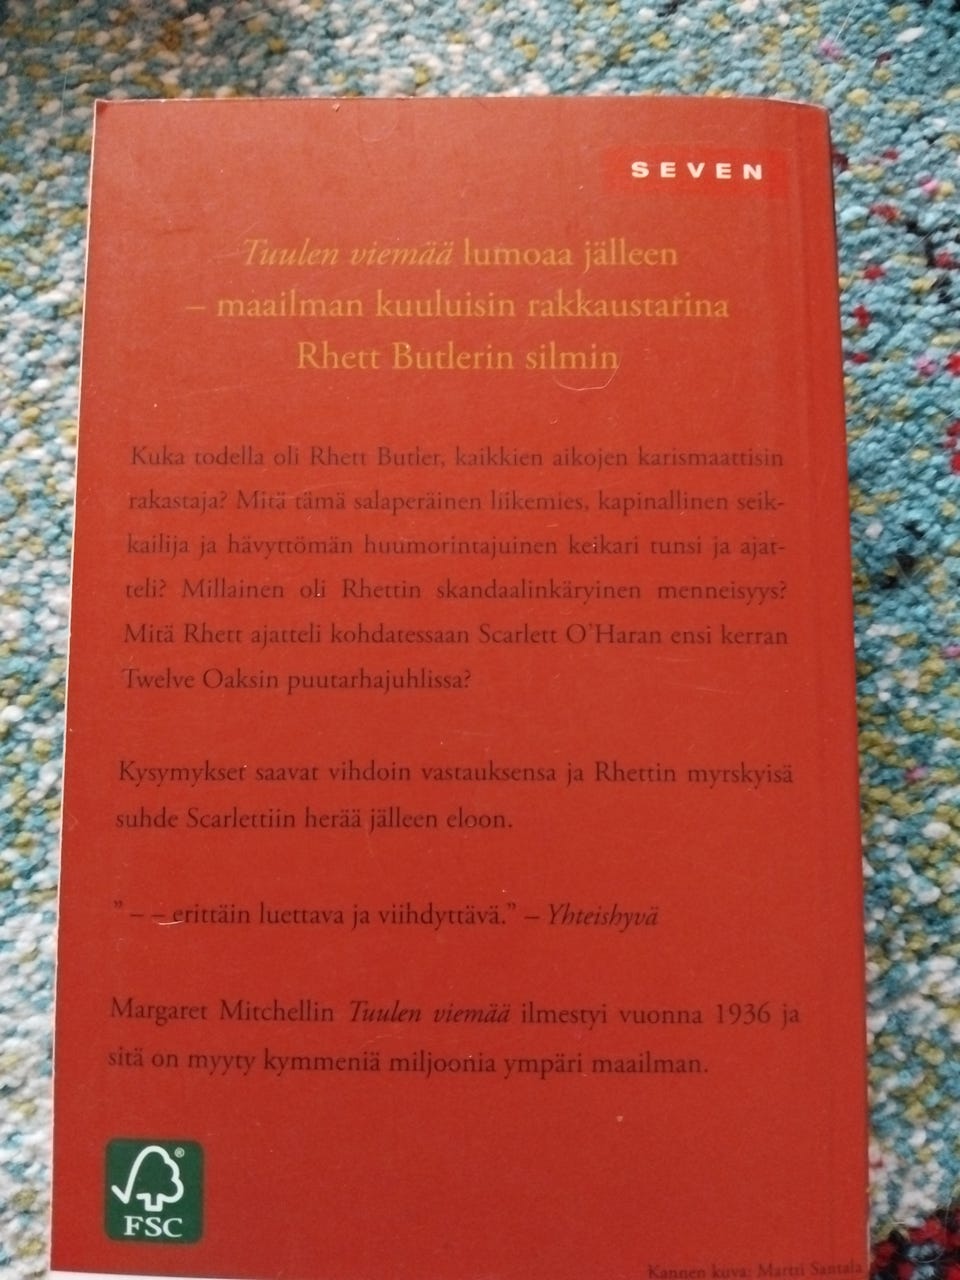 SEVEN
Tuulen viemää lumoaa jälleen
– maailman kuuluisin rakkaustarina
Rhett Butlerin silmin
Kuka todella oli Rhett Butler, kaikkien aikojen karismaattisin
rakastaja? Mitä tämä salaperäinen liikemies, kapinallinen seik-
kailija ja hävyttömän huumorintajuinen keikari tunsi ja ajat-
teli? Millainen oli Rhettin skandaalinkäryinen menneisyys?
Mitä Rhett ajatteli kohdatessaan Scarlett O'Haran ensi kerran
Twelve Oaksin puutarhajuhlissa?
Kysymykset saavat vihdoin vastauksensa ja Rhettin myrskyisä
suhde Scarlettiin herää jälleen eloon.
” – – erittäin luettava ja viihdyttävä.” – Yhteishyvä
Margaret Mitchellin Tuulen viemää ilmestyi vuonna 1936 ja
sitä on myyty kymmeniä miljoonia ympäri maailman.
®
FSC
Kannen kuva: Martti Santala